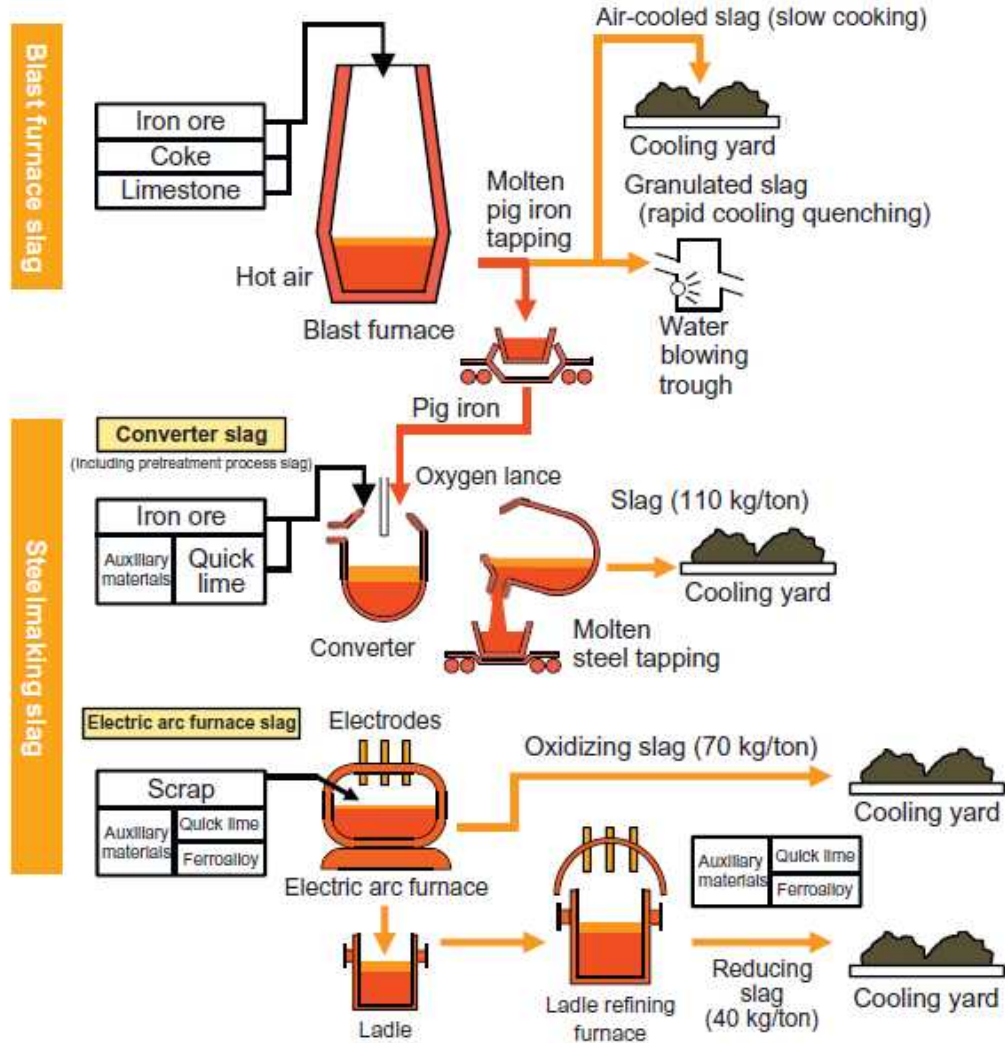 Blast furnace slag
Air-cooled slag (slow cooking)
Iron ore
Coke
Limestone
Cooling yard
Molten
pig iron
tapping
Granulated slag
(rapid cooling quenching)
Hot air
Blast furnace
Water
blowing
trough
Pig iron
Steelmaking slag
Converter slag
(Including pretreatment process slag)
Oxygen lance
Iron ore
Auxiliary
materials
Quick
lime
Slag (110 kg/ton)
Cooling yard
Converter
Molten
steel tapping
Electric arc furnace slag
Electrodes
Oxidizing slag (70 kg/ton)
Scrap
Auxiliary
materials
Quick lime
Ferroalloy
Cooling yard
Electric arc furnace
Auxiliary
materials
Quick lime
Ferroalloy
Ladle
Ladle refining
furnace
Reducing
slag
(40 kg/ton)
Cooling yard